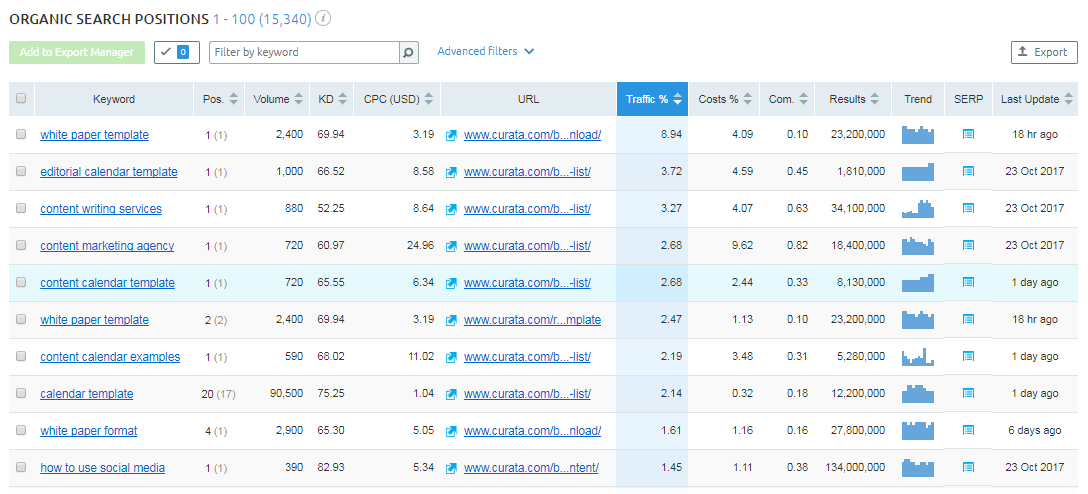 ORGANIC SEARCH POSITIONS 1 - 100 (15,340) i
Add to Export Manager 0 Filter by keyword Advanced filters Export
Keyword Pos. Volume KD CPC (USD) URL Traffic % Costs % Com. Results Trend SERP Last Update
white paper template 1 (1) 2,400 69.94 3.19 www.curata.com/b...nload/ 8.94 4.09 0.10 23,200,000 18 hr ago
editorial calendar template 1 (1) 1,000 66.52 8.58 www.curata.com/b...-list/ 3.72 4.59 0.45 1,810,000 23 Oct 2017
content writing services 1 (1) 880 52.25 8.64 www.curata.com/b...-list/ 3.27 4.07 0.63 34,100,000 23 Oct 2017
content marketing agency 1 (1) 720 60.97 24.96 www.curata.com/b...-list/ 2.68 9.62 0.82 18,400,000 23 Oct 2017
content calendar template 1 (1) 720 65.55 6.34 www.curata.com/b...-list/ 2.68 2.44 0.33 8,130,000 1 day ago
white paper template 2 (2) 2,400 69.94 3.19 www.curata.com/r...mplate 2.47 1.13 0.10 23,200,000 18 hr ago
content calendar examples 1 (1) 590 68.02 11.02 www.curata.com/b...-list/ 2.19 3.48 0.31 5,280,000 1 day ago
calendar template 20 (17) 90,500 75.25 1.04 www.curata.com/b...-list/ 2.14 0.32 0.18 12,200,000 1 day ago
white paper format 4 (1) 2,900 65.30 5.05 www.curata.com/b...nload/ 1.61 1.16 0.16 27,800,000 6 days ago
how to use social media 1 (1) 390 82.93 5.34 www.curata.com/b...ntent/ 1.45 1.11 0.38 134,000,000 23 Oct 2017